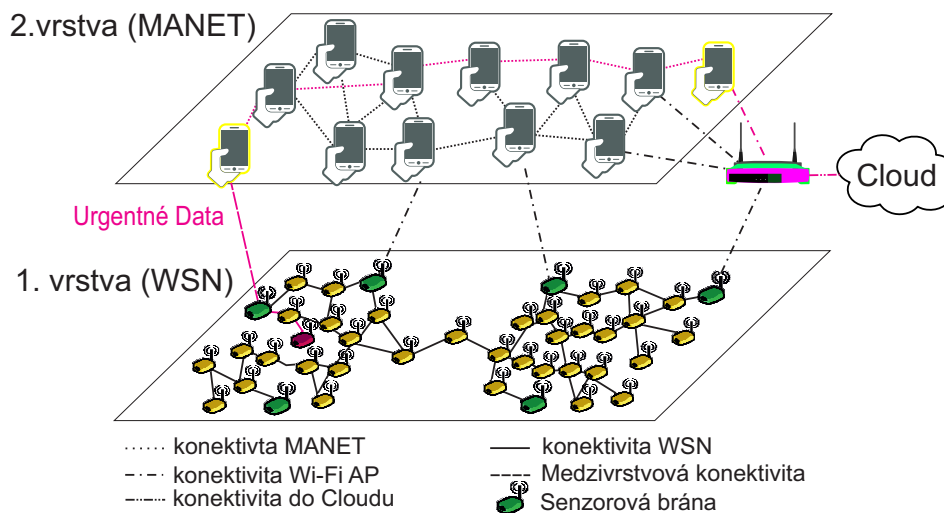 2.vrstva (MANET)
Cloud
Urgentné Data
1. vrstva (WSN)
konektivta MANET
konektivita Wi-Fi AP
konektivita do Cloudu
konektivita WSN
Medzivrstvová konektivita
Senzorová brána